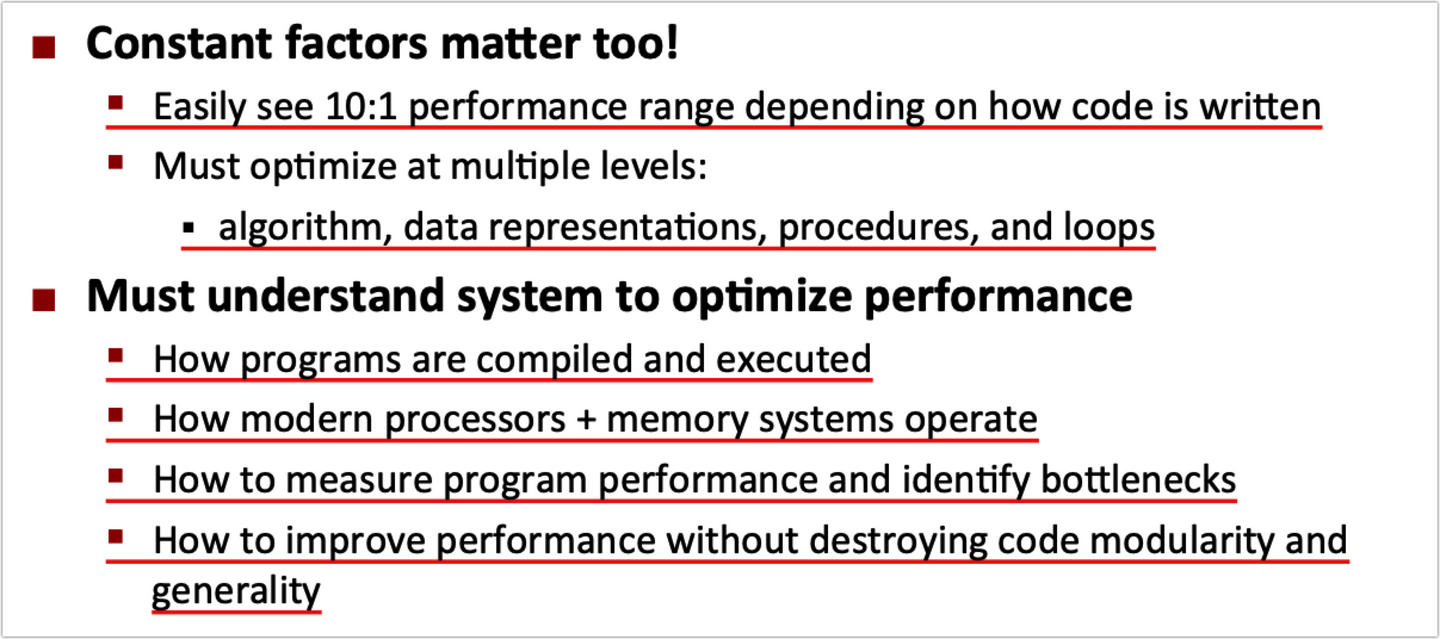 Constant factors matter too!
Easily see 10:1 performance range depending on how code is written
Must optimize at multiple levels:
algorithm, data representations, procedures, and loops
Must understand system to optimize performance
How programs are compiled and executed
How modern processors + memory systems operate
How to measure program performance and identify bottlenecks
How to improve performance without destroying code modularity and
generality